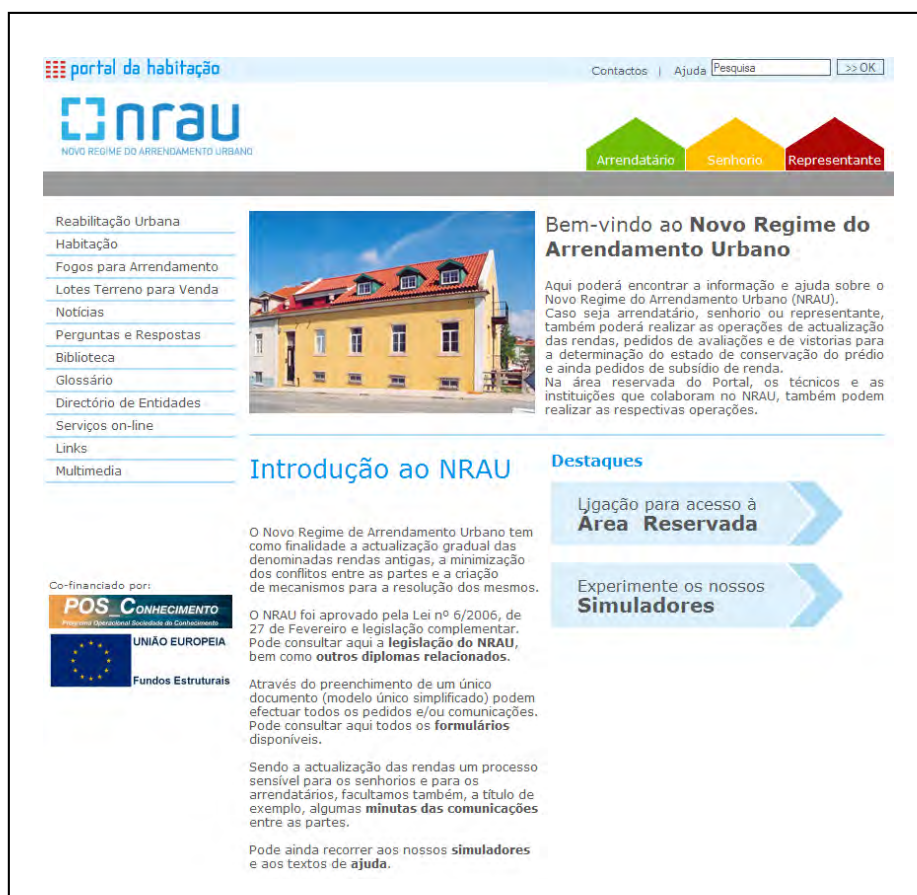 portal da habitação
Contactos | Ajuda Pesquisa >> OK
nrau
NOVO REGIME DO ARRENDAMENTO URBANO
Arrendatário Senhorio Representante
Reabilitação Urbana
Habitação
Fogos para Arrendamento
Lotes Terreno para Venda
Notícias
Perguntas e Respostas
Biblioteca
Glossário
Directório de Entidades
Serviços on-line
Links
Multimedia
Co-financiado por:
POS_CONHECIMENTO
Programa Operacional Sociedade do Conhecimento
UNIÃO EUROPEIA
Fundos Estruturais
Bem-vindo ao Novo Regime do
Arrendamento Urbano
Aqui poderá encontrar a informação e ajuda sobre o
Novo Regime do Arrendamento Urbano (NRAU).
Caso seja arrendatário, senhorio ou representante,
também poderá realizar as operações de actualização
das rendas, pedidos de avaliações e de vistorias para
a determinação do estado de conservação do prédio
e ainda pedidos de subsídio de renda.
Na área reservada do Portal, os técnicos e as
instituições que colaboram no NRAU, também podem
realizar as respectivas operações.
Introdução ao NRAU
O Novo Regime de Arrendamento Urbano tem
como finalidade a actualização gradual das
denominadas rendas antigas, a minimização
dos conflitos entre as partes e a criação
de mecanismos para a resolução dos mesmos.
O NRAU foi aprovado pela Lei nº 6/2006, de
27 de Fevereiro e legislação complementar.
Pode consultar aqui a legislação do NRAU,
bem como outros diplomas relacionados.
Através do preenchimento de um único
documento (modelo único simplificado) podem
efectuar todos os pedidos e/ou comunicações.
Pode consultar aqui todos os formulários
disponíveis.
Sendo a actualização das rendas um processo
sensível para os senhorios e para os
arrendatários, facultamos também, a título de
exemplo, algumas minutas das comunicações
entre as partes.
Pode ainda recorrer aos nossos simuladores
e aos textos de ajuda.
Destaques
Ligação para acesso à
Área Reservada
Experimente os nossos
Simuladores